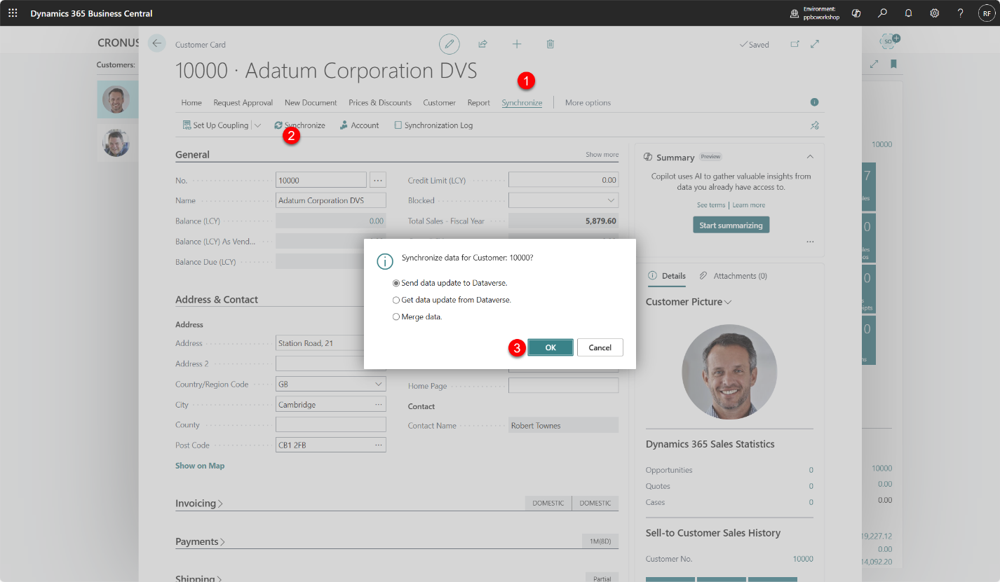 Dynamics 365 Business Central
Environment:
ppbcworkshop
?
RF
CRONUS
Customers:
Customer Card
Saved
SO
10000 · Adatum Corporation DVS
1
Home Request Approval New Document Prices & Discounts Customer Report Synchronize More options
Set Up Coupling Synchronize Account Synchronization Log
2
General Show more
No. 10000 ...
Name Adatum Corporation DVS
Balance (LCY) 0.00
Balance (LCY) As Vend...
Balance Due (LCY)
Credit Limit (LCY) 0.00
Blocked
Total Sales - Fiscal Year 5,879.60
Synchronize data for Customer: 10000?
Send data update to Dataverse.
Get data update from Dataverse.
Merge data.
3
OK Cancel
Address & Contact
Address
Address Station Road, 21
Address 2
Country/Region Code GB
City Cambridge ...
County
Post Code CB1 2FB ...
Show on Map
Home Page
Contact
Contact Name Robert Townes
Invoicing DOMESTIC DOMESTIC
Payments 1M(8D)
Shipping Partial
Summary Preview
Copilot uses AI to gather valuable insights from
data you already have access to.
See terms | Learn more
Start summarizing
...
Details Attachments (0)
Customer Picture
Dynamics 365 Sales Statistics
Opportunities 0
Quotes 0
Cases 0
Sell-to Customer Sales History
Customer No. 10000
10000
7
0
0
0
10000
0.00
0.00
19,227.12
0.00
14,092.20